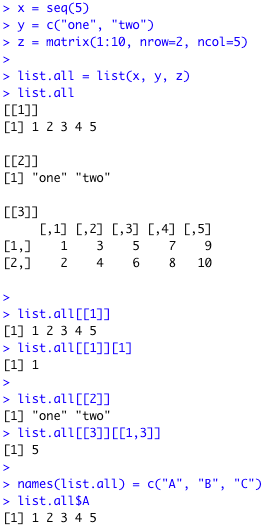 > x = seq(5)
> y = c("one", "two")
> z = matrix(1:10, nrow=2, ncol=5)
>
> list.all = list(x, y, z)
> list.all
[[1]]
[1] 1 2 3 4 5

[[2]]
[1] "one" "two"

[[3]]
     [,1] [,2] [,3] [,4] [,5]
[1,]    1    3    5    7    9
[2,]    2    4    6    8   10

>
> list.all[[1]]
[1] 1 2 3 4 5
> list.all[[1]][1]
[1] 1
>
> list.all[[2]]
[1] "one" "two"
> list.all[[3]][[1,3]]
[1] 5
>
> names(list.all) = c("A", "B", "C")
> list.all$A
[1] 1 2 3 4 5